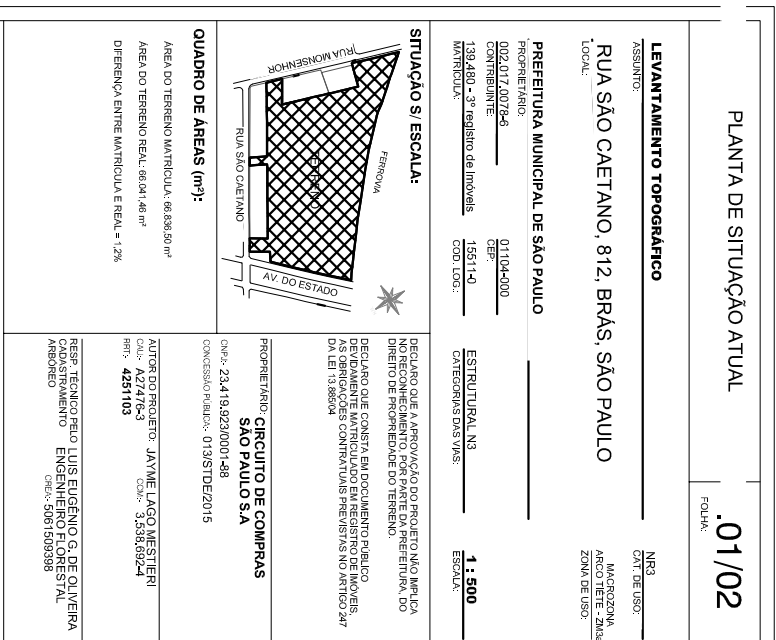 PLANTA DE SITUAÇÃO ATUAL
FOLHA:
.01/02
ASSUNTO:
LEVANTAMENTO TOPOGRÁFICO
CAT. DE USO:
NR3
LOCAL:
RUA SÃO CAETANO, 812, BRÁS, SÃO PAULO
ZONA DE USO:
MACROZONA
ARCO TIETE - ZM3a
PROPRIETÁRIO:
PREFEITURA MUNICIPAL DE SÃO PAULO
CONTRIBUINTE:
002.017.0078-6
CEP:
01104-000
MATRICULA:
139.480 - 3º registro de Imóveis
COD. LOG.:
15511-0
CATEGORIAS DAS VIAS:
ESTRUTURAL N3
ESCALA:
1 : 500
SITUAÇÃO S/ ESCALA:
RUA MONSENHOR
FERROVIA
TERRENO
RUA SÃO CAETANO
AV. DO ESTADO
DECLARO QUE A APROVAÇÃO DO PROJETO NÃO IMPLICA
NO RECONHECIMENTO, POR PARTE DA PREFEITURA, DO
DIREITO DE PROPRIEDADE DO TERRENO.
DECLARO QUE CONSTA EM DOCUMENTO PÚBLICO
DEVIDAMENTE MATRICULADO EM REGISTRO DE IMÓVEIS,
AS OBRIGAÇÕES CONTRATUAIS PREVISTAS NO ARTIGO 247
DA LEI 13.885/04
QUADRO DE ÁREAS (m²):
ÁREA DO TERRENO MATRÍCULA: 66.836,50 m²
ÁREA DO TERRENO REAL: 66.041,46 m²
DIFERENÇA ENTRE MATRÍCULA E REAL = 1,2%
PROPRIETÁRIO: CIRCUITO DE COMPRAS
SÃO PAULO S.A
CNPJ:- 23.419.923/0001-88
CONCESSÃO PÚBLICA:- 013/STDE/2015
AUTOR DO PROJETO: JAYME LAGO MESTIERI
CAU:- A27476-3 CCM:- 3.538.692-4
RRT:- 4251103
RESP. TÉCNICO PELO LUIS EUGÊNIO G. DE OLIVEIRA
CADASTRAMENTO ENGENHEIRO FLORESTAL
ARBÓREO CREA:- 5061509398